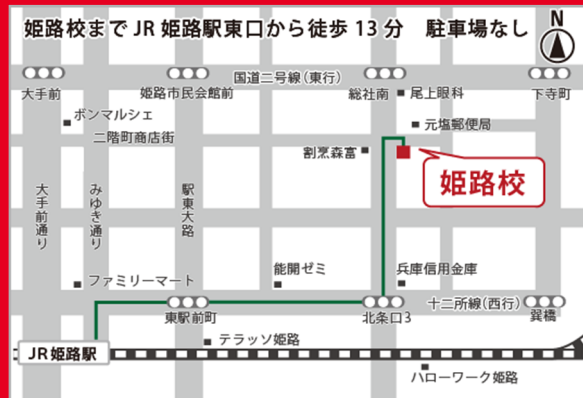 姫路校までJR姫路駅東口から徒歩13分　駐車場なし
N
国道二号線(東行)
大手前
姫路市民会館前
総社南
尾上眼科
下寺町
ボンマルシェ
元塩郵便局
二階町商店街
割烹森富
姫路校
大手前通り
みゆき通り
駅東大路
ファミリーマート
能開ゼミ
兵庫信用金庫
十二所線(西行)
東駅前町
北条口3
巽橋
テラッソ姫路
JR姫路駅
ハローワーク姫路